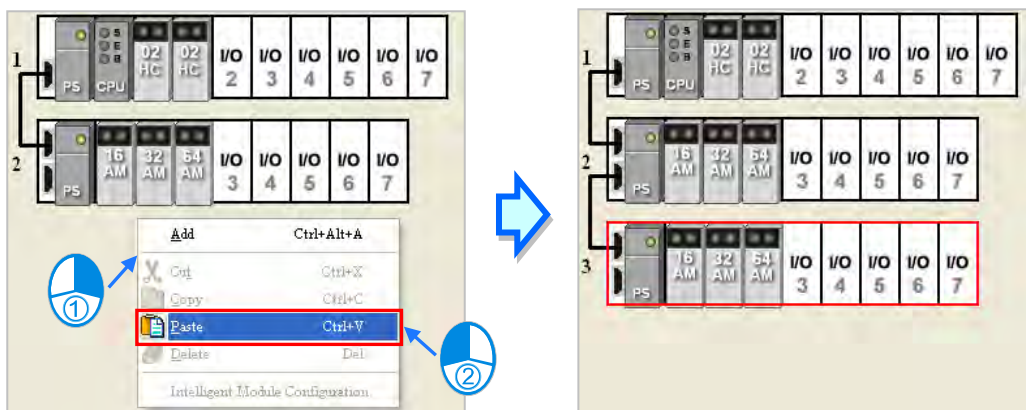 1
PS
CPU
S
E
B
02
HC
02
HC
I/O
2
I/O
3
I/O
4
I/O
5
I/O
6
I/O
7
2
PS
16
AM
32
AM
64
AM
I/O
3
I/O
4
I/O
5
I/O
6
I/O
7
Add Ctrl+Alt+A
Cut Ctrl+X
Copy Ctrl+C
Paste Ctrl+V
Delete Del
Intelligent Module Configuration
①
②
1
PS
CPU
S
E
B
02
HC
02
HC
I/O
2
I/O
3
I/O
4
I/O
5
I/O
6
I/O
7
2
PS
16
AM
32
AM
64
AM
I/O
3
I/O
4
I/O
5
I/O
6
I/O
7
3
PS
16
AM
32
AM
64
AM
I/O
3
I/O
4
I/O
5
I/O
6
I/O
7